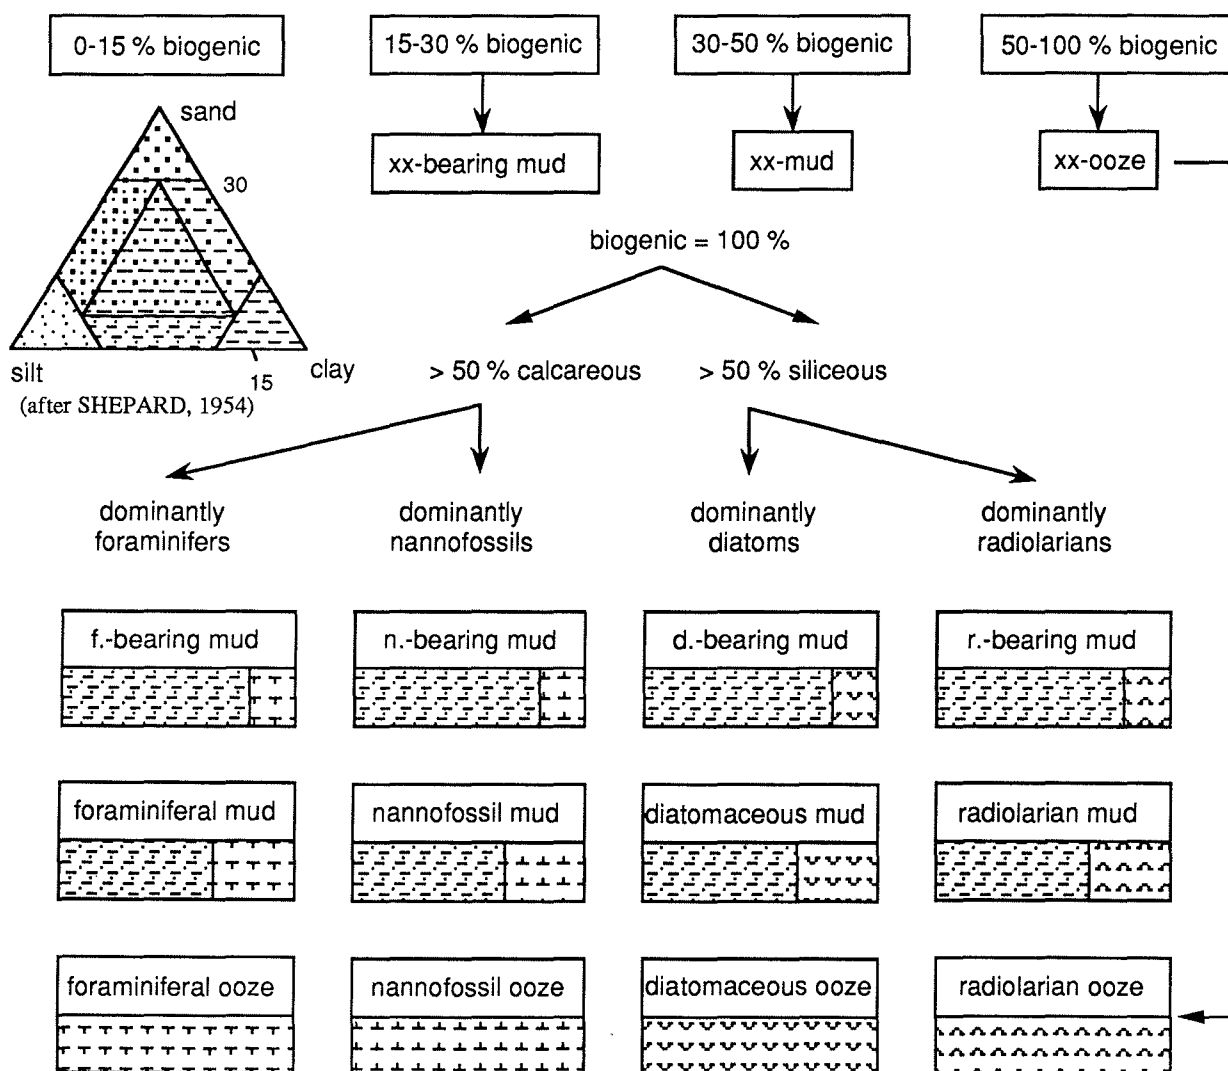 0-15 % biogenic
15-30 % biogenic
30-50 % biogenic
50-100 % biogenic
sand
30
silt
clay
15
(after SHEPARD, 1954)
xx-bearing mud
xx-mud
xx-ooze
biogenic = 100 %
> 50 % calcareous
> 50 % siliceous
dominantly
foraminifers
dominantly
nannofossils
dominantly
diatoms
dominantly
radiolarians
f.-bearing mud
n.-bearing mud
d.-bearing mud
r.-bearing mud
foraminiferal mud
nannofossil mud
diatomaceous mud
radiolarian mud
foraminiferal ooze
nannofossil ooze
diatomaceous ooze
radiolarian ooze